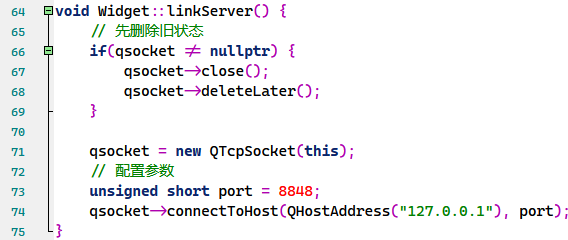 64 void Widget::linkServer() {
65     // 先删除旧状态
66     if(qsocket ≠ nullptr) {
67         qsocket→close();
68         qsocket→deleteLater();
69     }
70
71     qsocket = new QTcpSocket(this);
72     // 配置参数
73     unsigned short port = 8848;
74     qsocket→connectToHost(QHostAddress("127.0.0.1"), port);
75 }